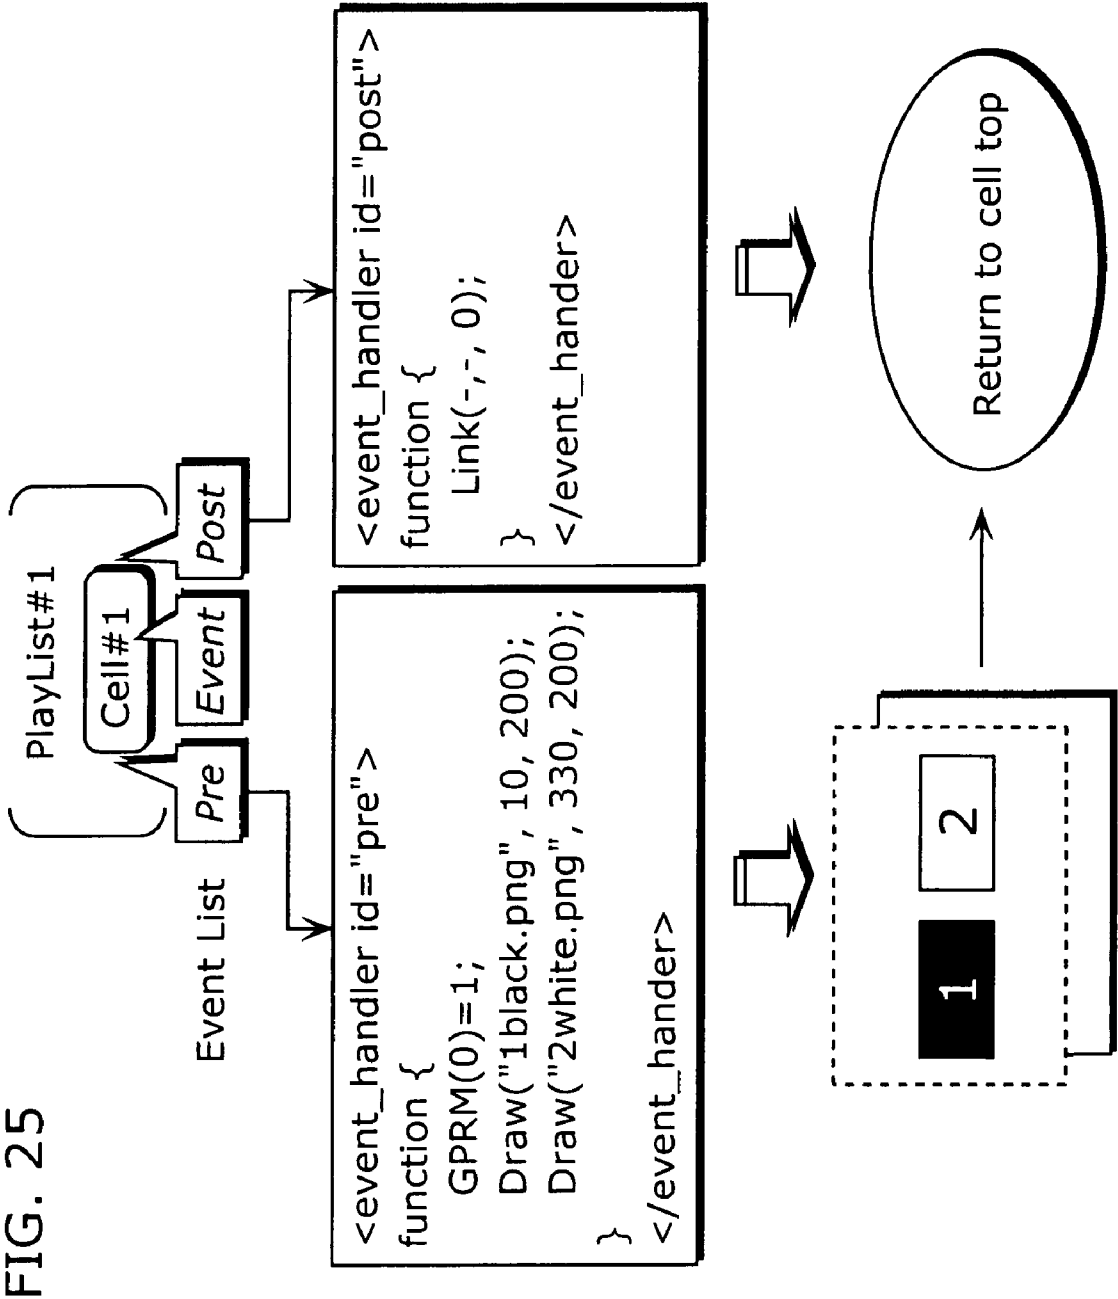 FIG. 25
PlayList#1
Cell#1
Event List
Pre
Event
Post
<event_handler id="pre">
function {
GPRM(0)=1;
Draw("1black.png", 10, 200);
Draw("2white.png", 330, 200);
}
</event_hander>
<event_handler id="post">
function {
Link(-,-, 0);
}
</event_hander>
1
2
Return to cell top